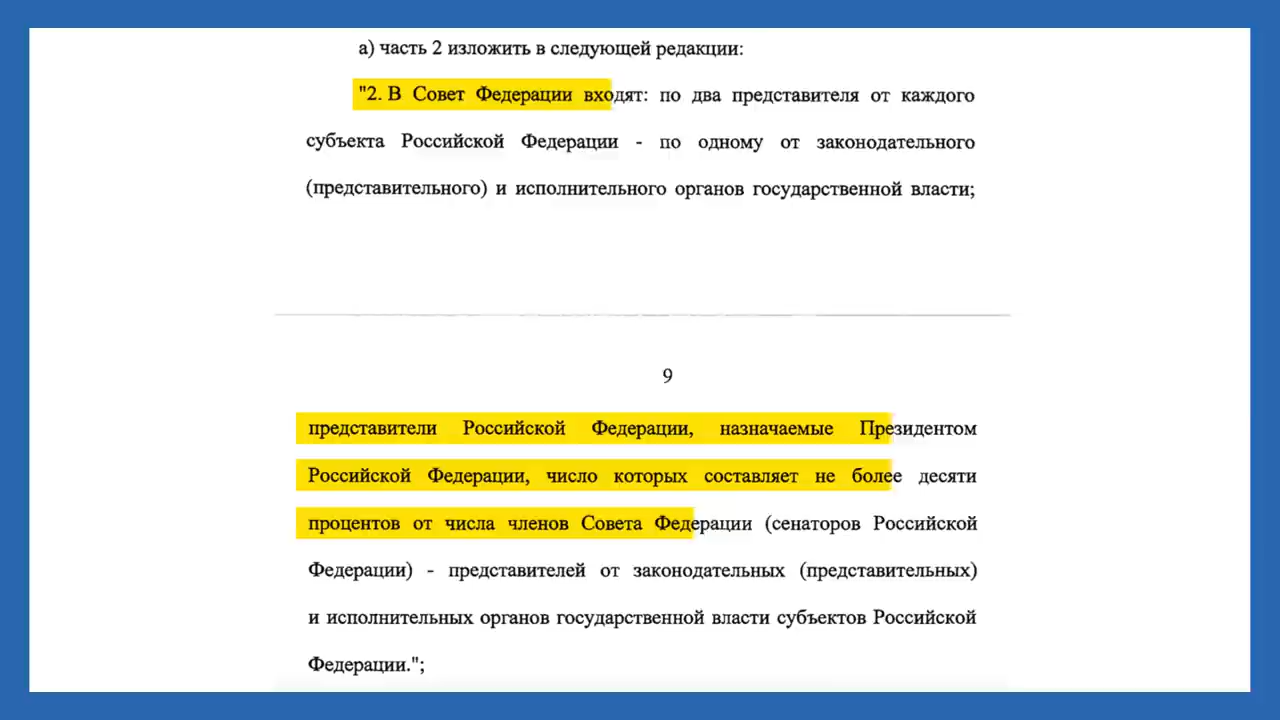 а) часть 2 изложить в следующей редакции:
"2. В Совет Федерации входят: по два представителя от каждого
субъекта Российской Федерации - по одному от законодательного
(представительного) и исполнительного органов государственной власти;
9
представители Российской Федерации, назначаемые Президентом
Российской Федерации, число которых составляет не более десяти
процентов от числа членов Совета Федерации (сенаторов Российской
Федерации) - представителей от законодательных (представительных)
и исполнительных органов государственной власти субъектов Российской
Федерации.";